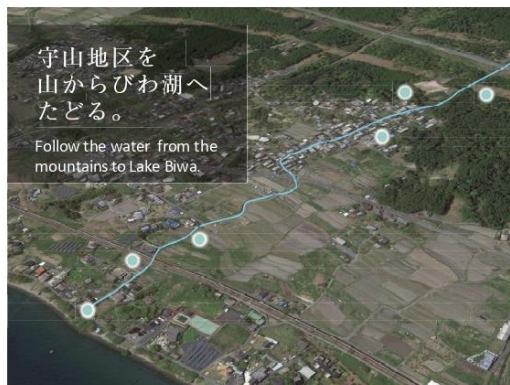 守山地区を
山からびわ湖へ
たどる。
Follow the water from the
mountains to Lake Biwa.